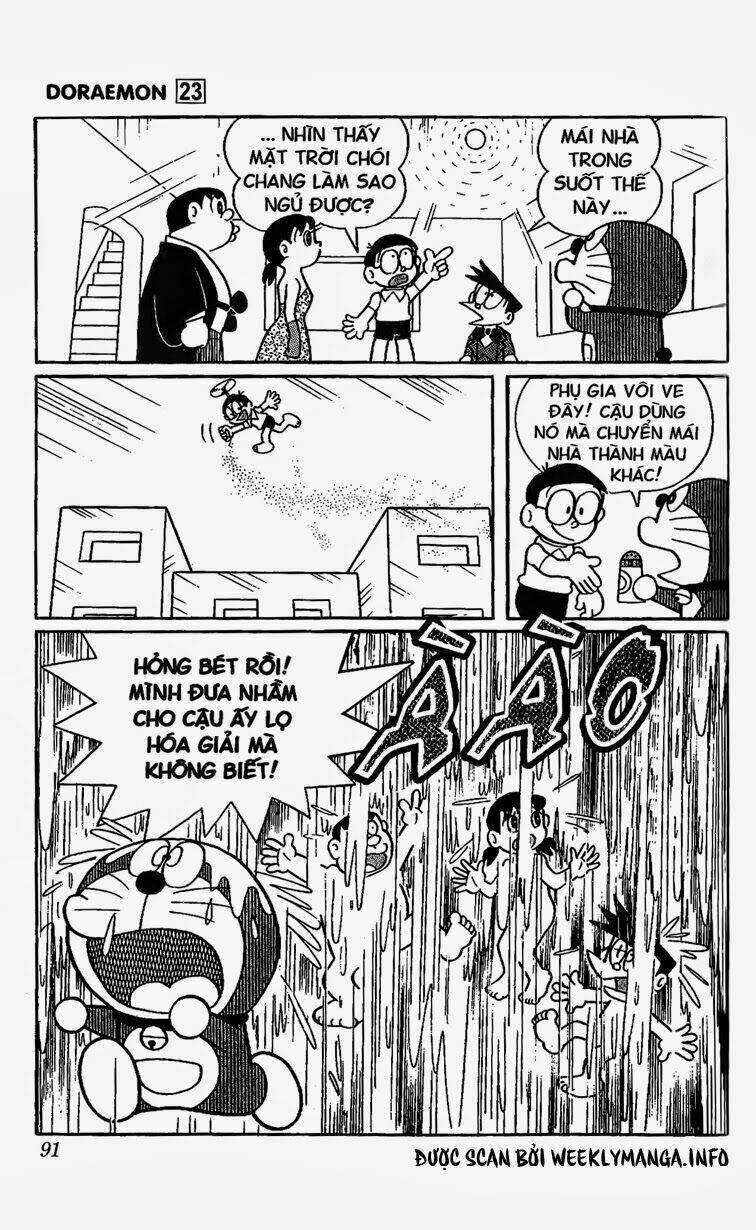 DORAEMON 23
... NHÌN THẤY
MẶT TRỜI CHÓI
CHANG LÀM SAO
NGỦ ĐƯỢC?
MÁI NHÀ
TRONG
SUỐT THẾ
NÀY...
PHỤ GIA VÔI VE
ĐÂY! CẬU DÙNG
NÓ MÀ CHUYỂN MÁI
NHÀ THÀNH MÀU
KHÁC!
HỎNG BÉT RỒI!
MÌNH ĐƯA NHẦM
CHO CẬU ẤY LỌ
HÓA GIẢI MÀ
KHÔNG BIẾT!
ÀÀO
91
ĐƯỢC SCAN BỞI WEEKLYMANGA.INFO